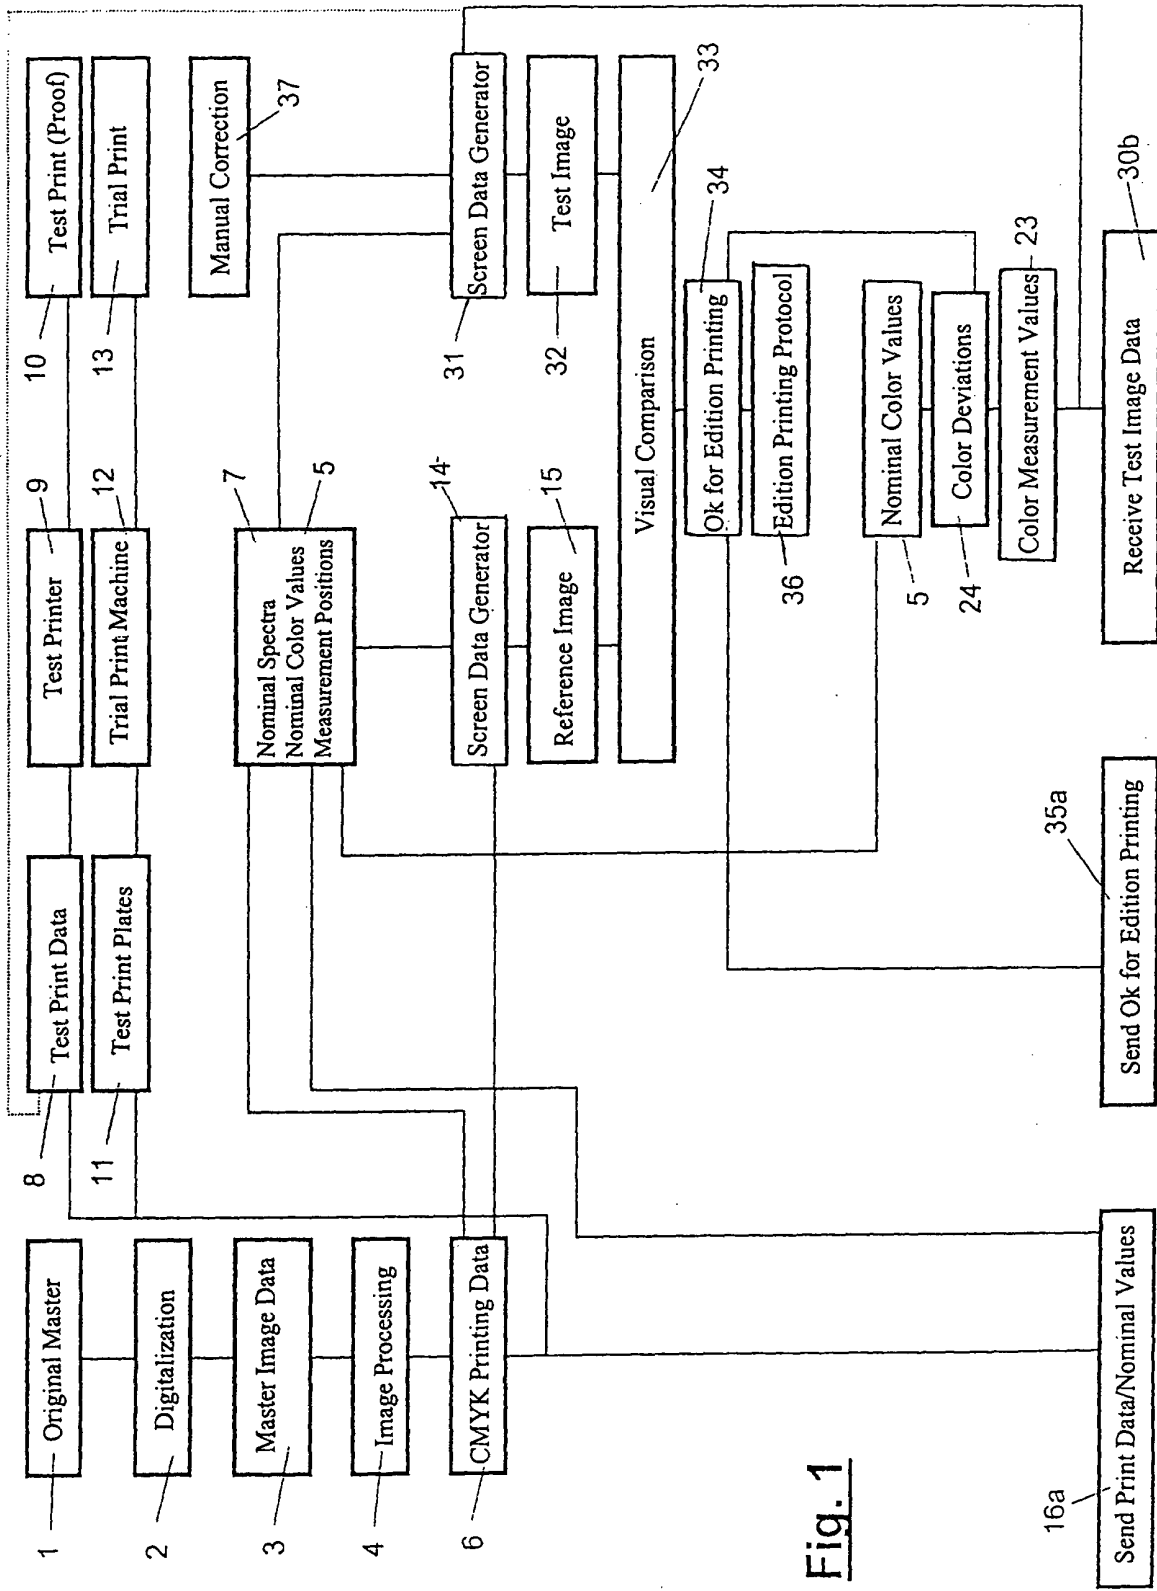 1
Original Master
2
Digitalization
3
Master Image Data
4
Image Processing
6
CMYK Printing Data
8
Test Print Data
11
Test Print Plates
9
Test Printer
12
Trial Print Machine
10
Test Print (Proof)
13
Trial Print
Manual Correction
37
7
5
Nominal Spectra
Nominal Color Values
Measurement Positions
14
Screen Data Generator
Reference Image
15
31
Screen Data Generator
32
Test Image
Visual Comparison
33
Ok for Edition Printing
34
36
Edition Printing Protocol
Nominal Color Values
5
Color Deviations
24
Color Measurement Values
23
16a
Send Print Data/Nominal Values
35a
Send Ok for Edition Printing
30b
Receive Test Image Data
Fig. 1